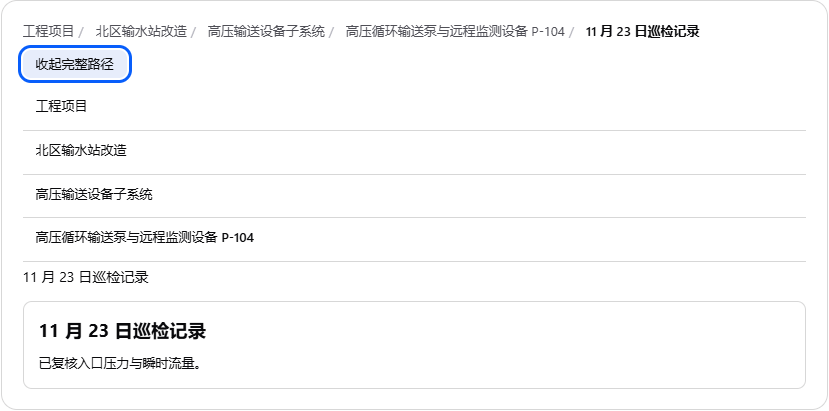 工程项目 / 北区输水站改造 / 高压输送设备子系统 / 高压循环输送泵与远程监测设备 P-104 / 11 月 23 日巡检记录
收起完整路径
工程项目
北区输水站改造
高压输送设备子系统
高压循环输送泵与远程监测设备 P-104
11 月 23 日巡检记录
11 月 23 日巡检记录
已复核入口压力与瞬时流量。